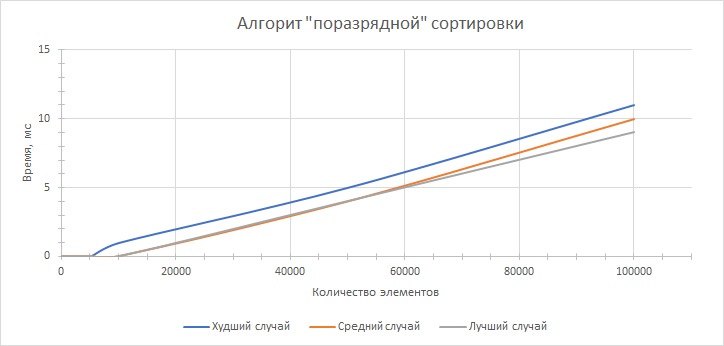 Алгорит "поразрядной" сортировки
15
10
5
0
Время, мс
0 20000 40000 60000 80000 100000
Количество элементов
Худший случай Средний случай Лучший случай